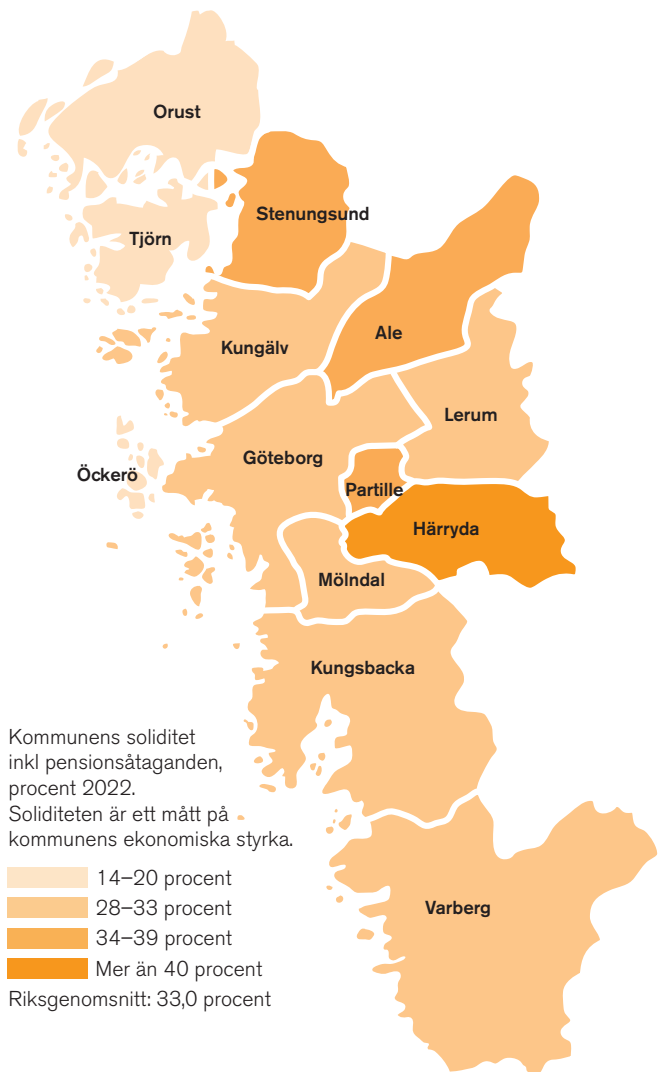 Orust
Stenungsund
Tjörn
Ale
Kungälv
Lerum
Göteborg
Öckerö
Partille
Härryda
Mölndal
Kungsbacka
Kommunens soliditet
inkl pensionsåtaganden,
procent 2022.
Soliditeten är ett mått på
kommunens ekonomiska styrka.
14–20 procent
28–33 procent
34–39 procent
Mer än 40 procent
Riksgenomsnitt: 33,0 procent
Varberg